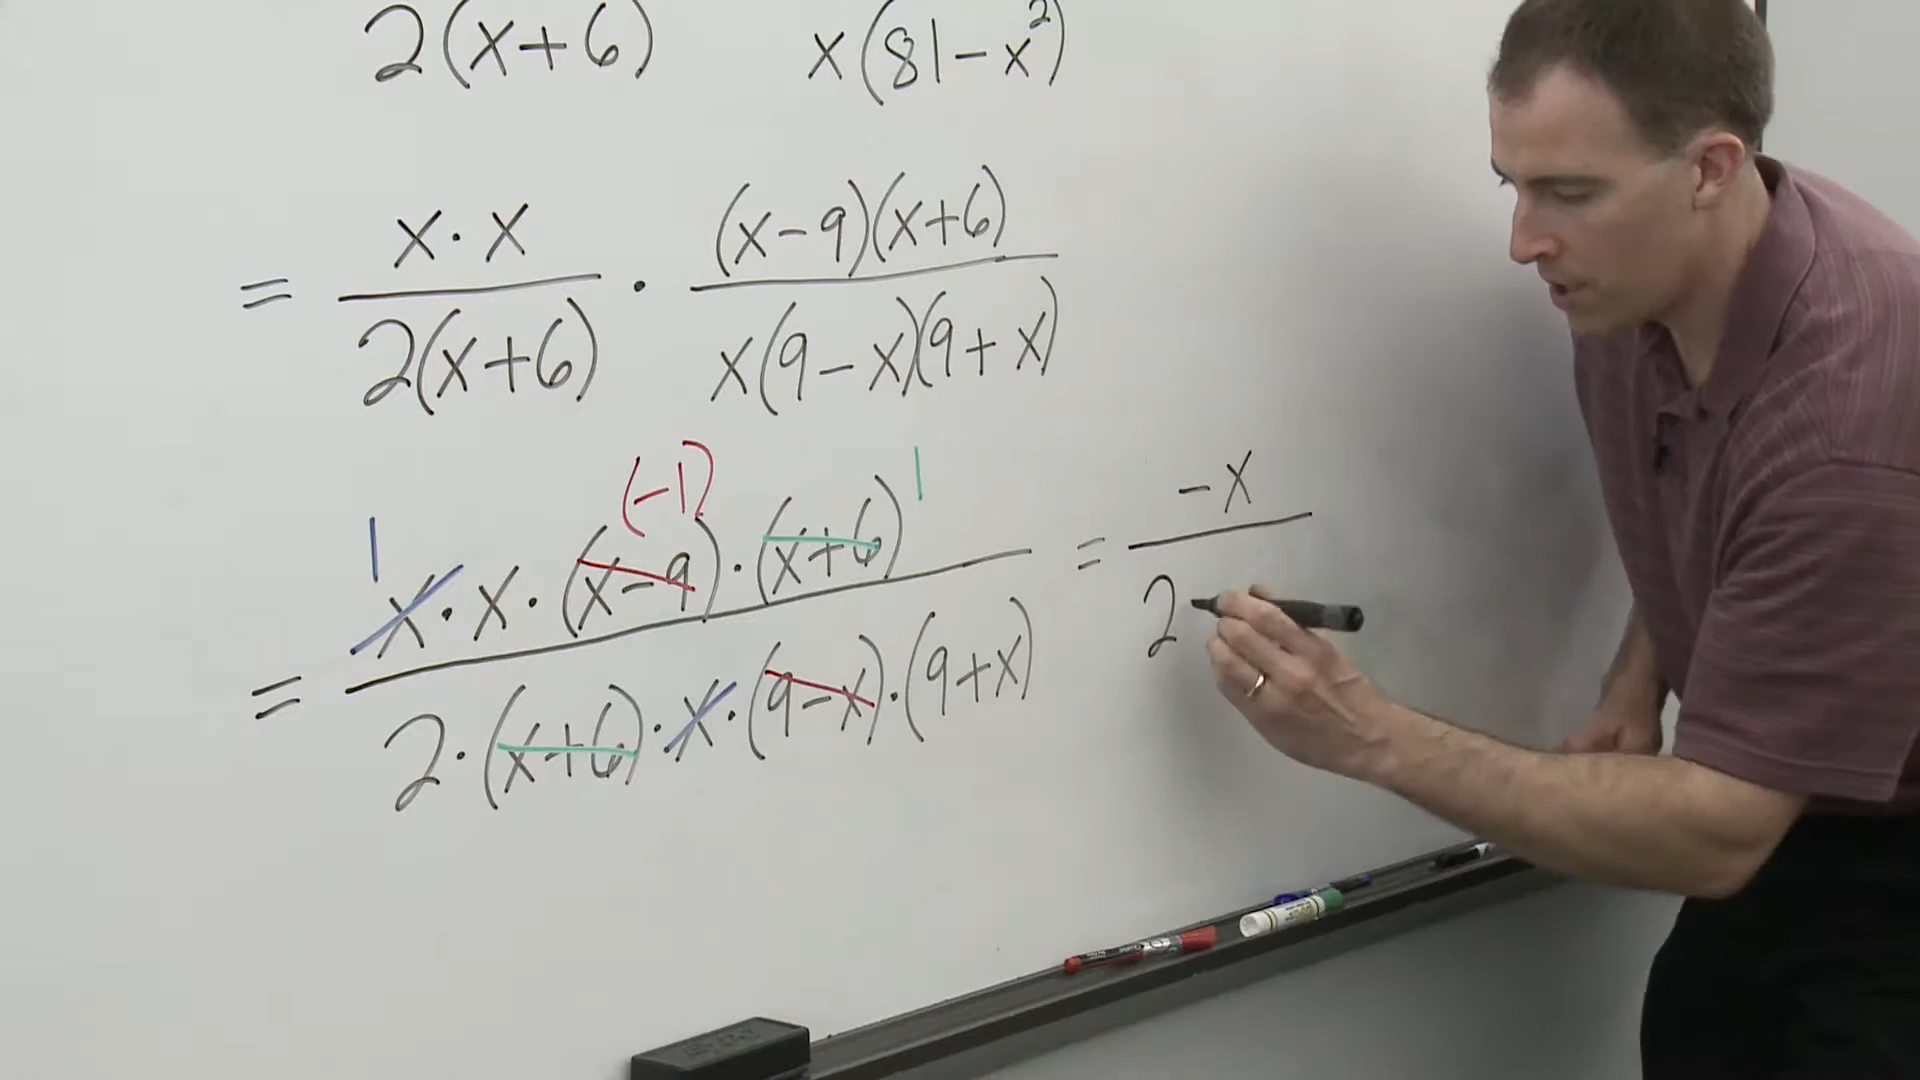 2(x+6) x(81-x²)
x·x (x-9)(x+6)
= ———— · ————
2(x+6) x(9-x)(9+x)
(-1) 1
1 x·x·(x-9)·(x+6) -x
= ———— = ————
2·(x+6)·x·(9-x)·(9+x) 2